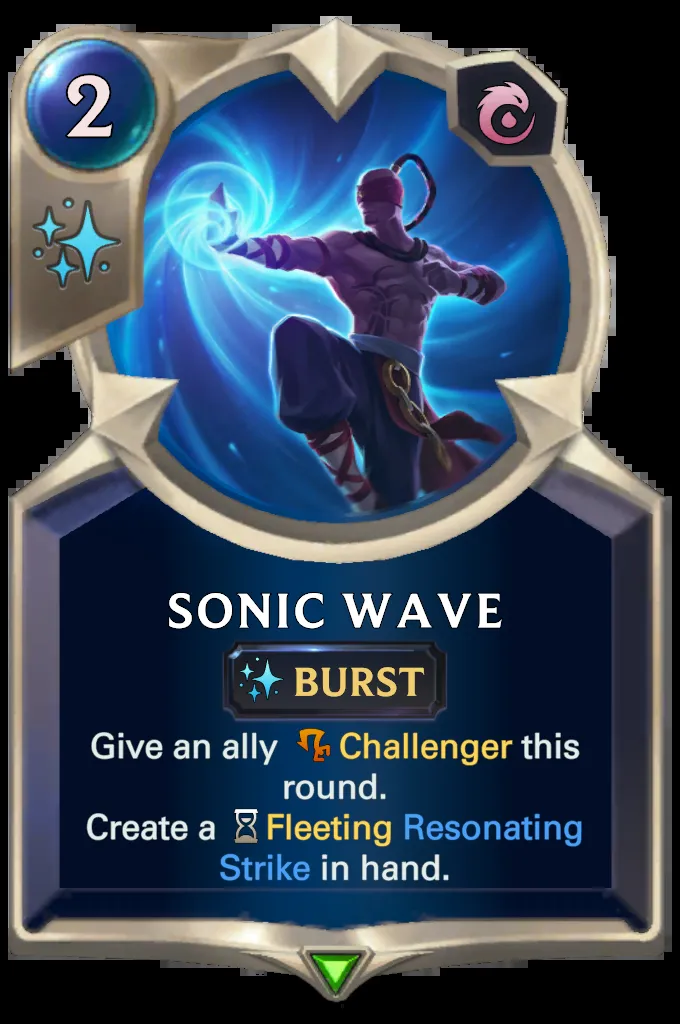 2
SONIC WAVE
BURST
Give an ally Challenger this
round.
Create a Fleeting Resonating
Strike in hand.